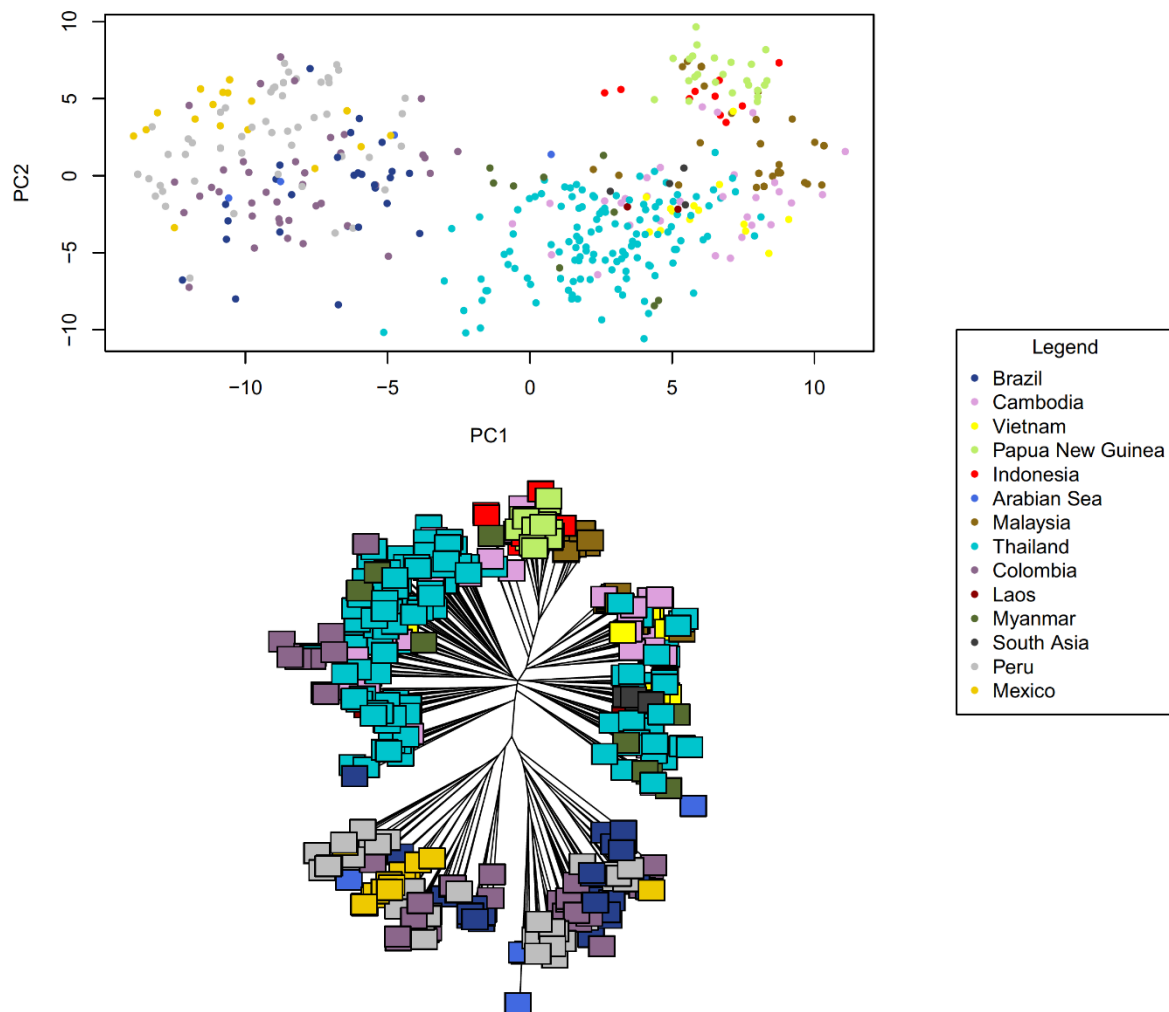 10
5
0
−5
−10
PC2
−10
−5
0
5
10
PC1
Legend
Brazil
Cambodia
Vietnam
Papua New Guinea
Indonesia
Arabian Sea
Malaysia
Thailand
Colombia
Laos
Myanmar
South Asia
Peru
Mexico